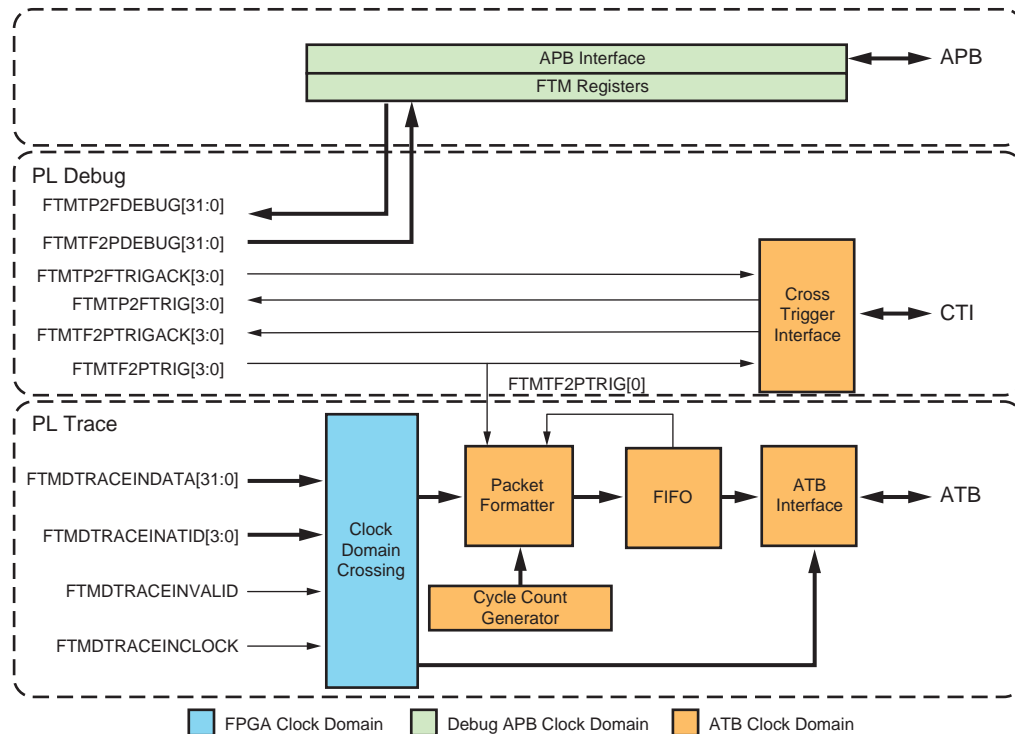 APB Interface
APB
FTM Registers
PL Debug
FTMTP2FDEBUG[31:0]
FTMTF2PDEBUG[31:0]
FTMTP2FTRIGACK[3:0]
FTMTP2FTRIG[3:0]
FTMTF2PTRIGACK[3:0]
FTMTF2PTRIG[3:0]
Cross
Trigger
Interface
CTI
FTMTF2PTRIG[0]
PL Trace
FTMDTRACEINDATA[31:0]
FTMDTRACEINATID[3:0]
FTMDTRACEINVALID
FTMDTRACEINCLOCK
Clock
Domain
Crossing
Packet
Formatter
FIFO
ATB
Interface
ATB
Cycle Count
Generator
FPGA Clock Domain
Debug APB Clock Domain
ATB Clock Domain